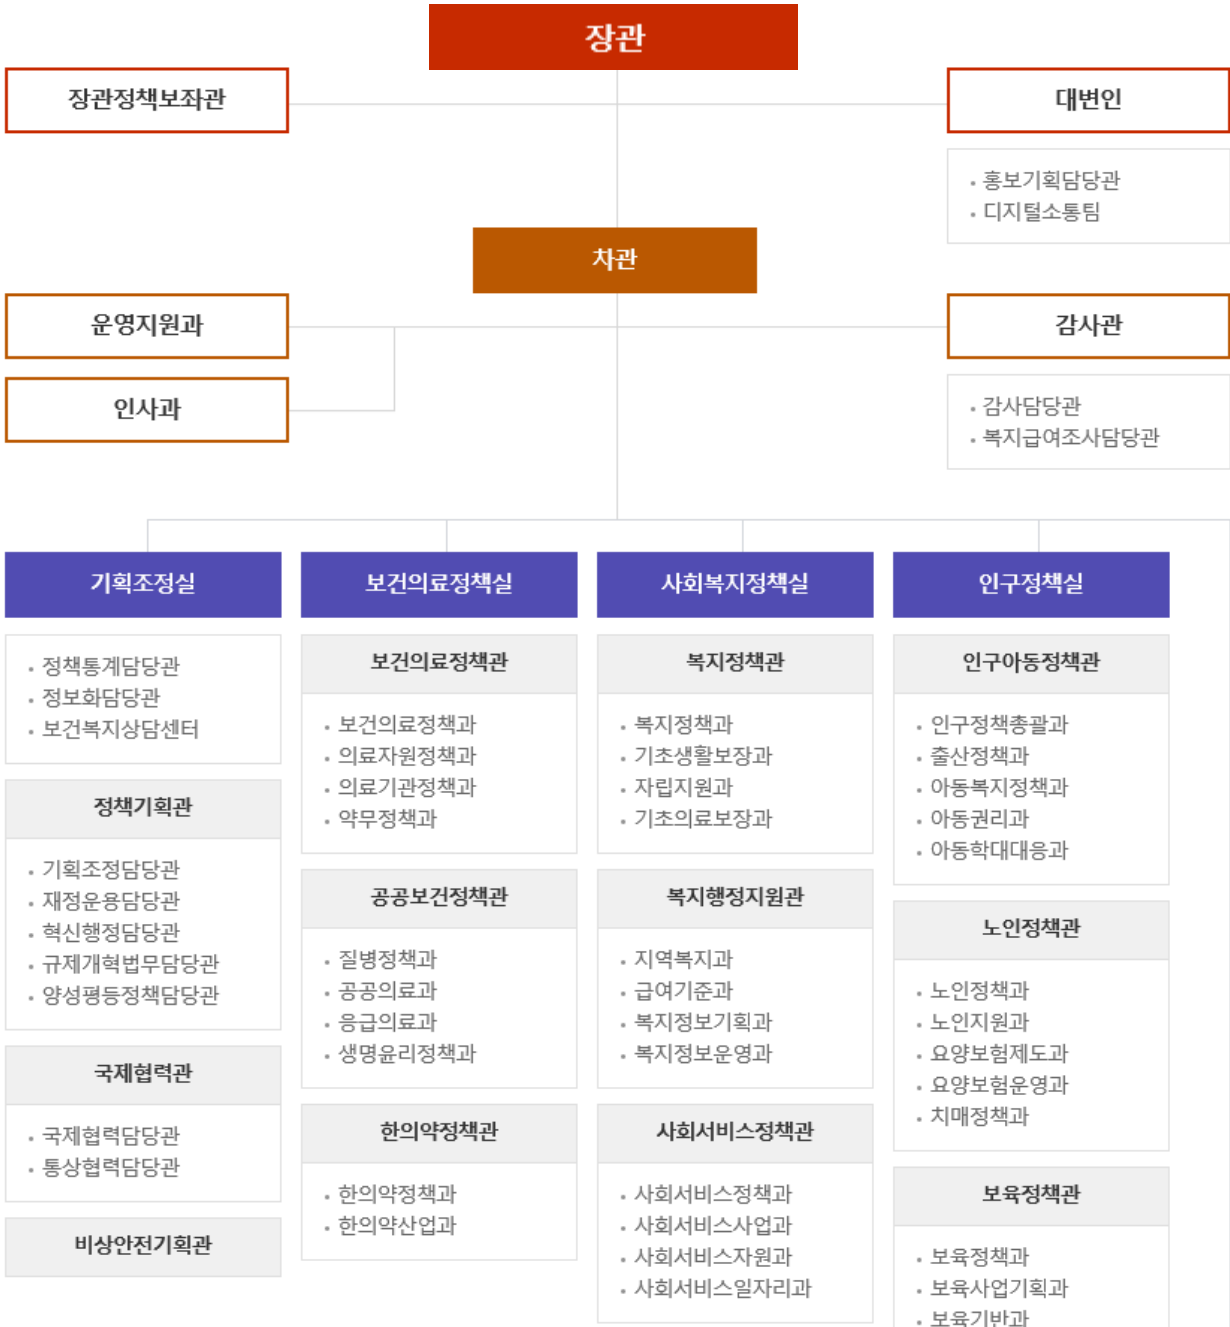 장관
장관정책보좌관
대변인
홍보기획담당관
디지털소통팀
차관
운영지원과
인사과
감사관
감사담당관
복지급여조사담당관
기획조정실
정책통계담당관
정보화담당관
보건복지상담센터
정책기획관
기획조정담당관
재정운용담당관
혁신행정담당관
규제개혁법무담당관
양성평등정책담당관
국제협력관
국제협력담당관
통상협력담당관
비상안전기획관
보건의료정책실
보건의료정책관
보건의료정책과
의료자원정책과
의료기관정책과
약무정책과
공공보건정책관
질병정책과
공공의료과
응급의료과
생명윤리정책과
한의약정책관
한의약정책과
한의약산업과
사회복지정책실
복지정책관
복지정책과
기초생활보장과
자립지원과
기초의료보장과
복지행정지원관
지역복지과
급여기준과
복지정보기획과
복지정보운영과
사회서비스정책관
사회서비스정책과
사회서비스사업과
사회서비스자원과
사회서비스일자리과
인구정책실
인구아동정책관
인구정책총괄과
출산정책과
아동복지정책과
아동권리과
아동학대대응과
노인정책관
노인정책과
노인지원과
요양보험제도과
요양보험운영과
치매정책과
보육정책관
보육정책과
보육사업기획과
보육기반과